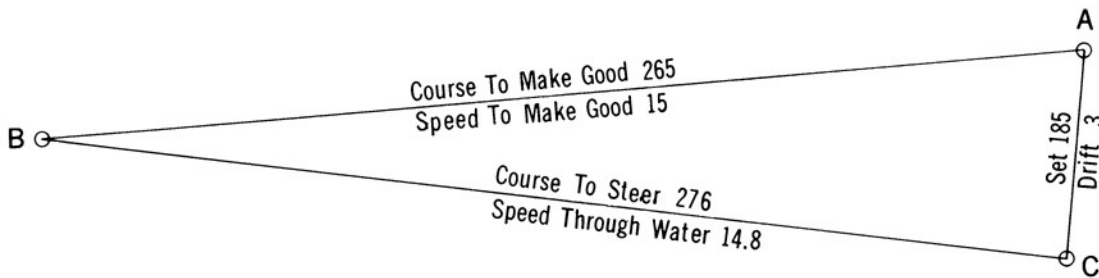 A
Course To Make Good 265
Speed To Make Good 15
B
Set 185
Drift 3
Course To Steer 276
Speed Through Water 14.8
C